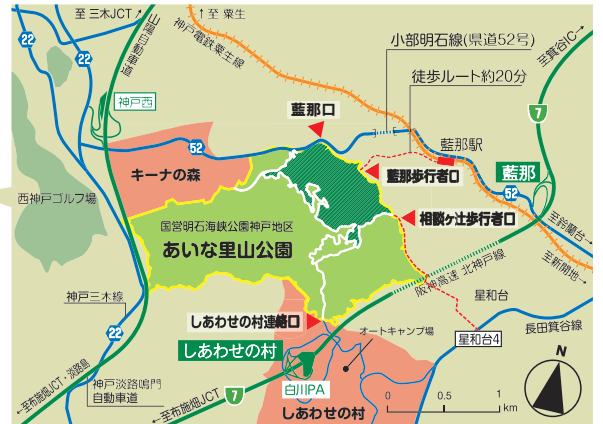 至 三木JCT↗
↑至 粟生
22
山陽自動車道
神戸電鉄粟生線
小部明石線(県道52号)
至箕谷IC→
22
徒歩ルート約20分
神戸西
藍那口
7
52
藍那駅
キーナの森
藍那歩行者口
藍那
52
西神戸ゴルフ場
国営明石海峡公園神戸地区
相談ヶ辻歩行者口
あいな里山公園
至鈴蘭台→
至新開地→
阪神高速 北神戸線
神戸三木線
星和台
しあわせの村連絡口
オートキャンプ場
22
しあわせの村
星和台4
長田箕谷線
N
←至布施畑JCT・淡路島
神戸淡路鳴門
自動車道
白川PA
7
←至布施畑JCT
しあわせの村
0
0.5
1
km